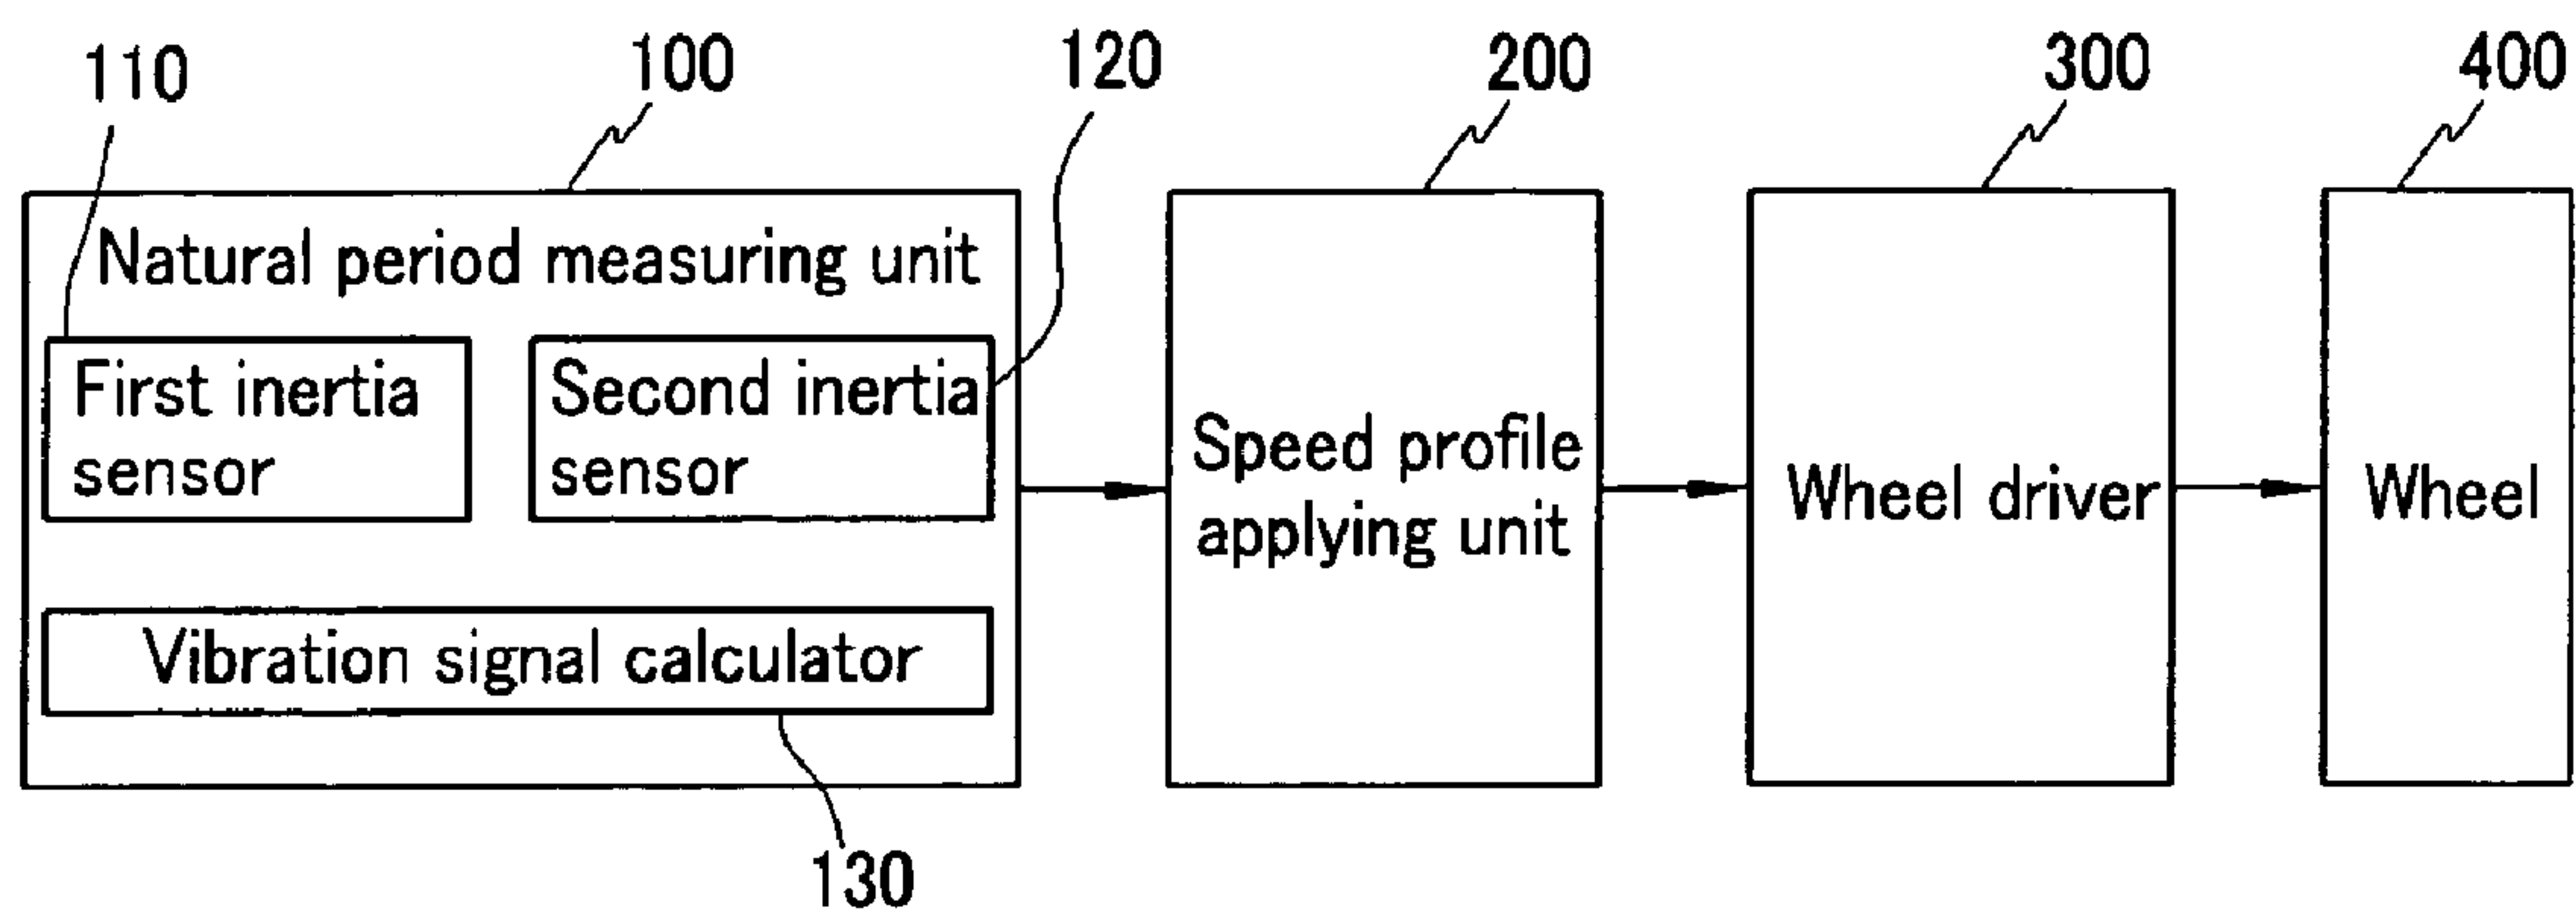 110
100
120
200
300
400
Natural period measuring unit
First inertia
sensor
Second inertia
sensor
Vibration signal calculator
130
Speed profile
applying unit
Wheel driver
Wheel